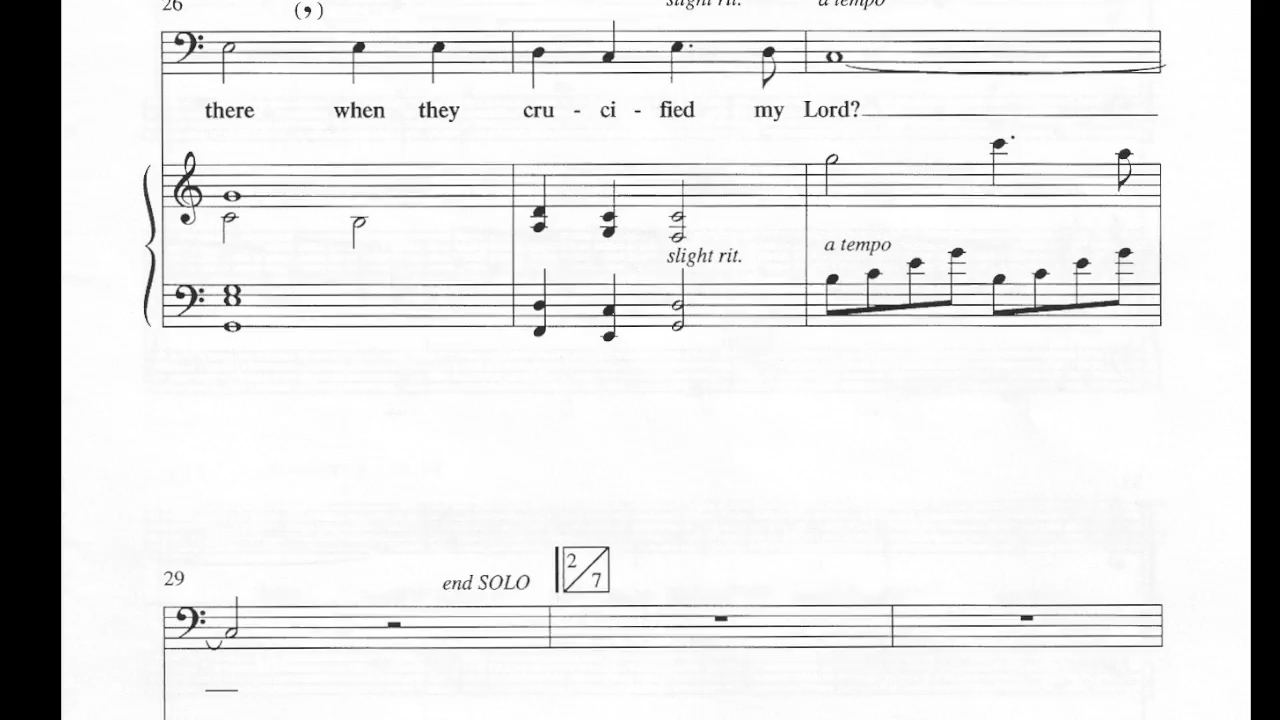 26
(,)
slight rit.
a tempo
there when they cru - ci - fied my Lord?
slight rit.
a tempo
29
end SOLO
2/7